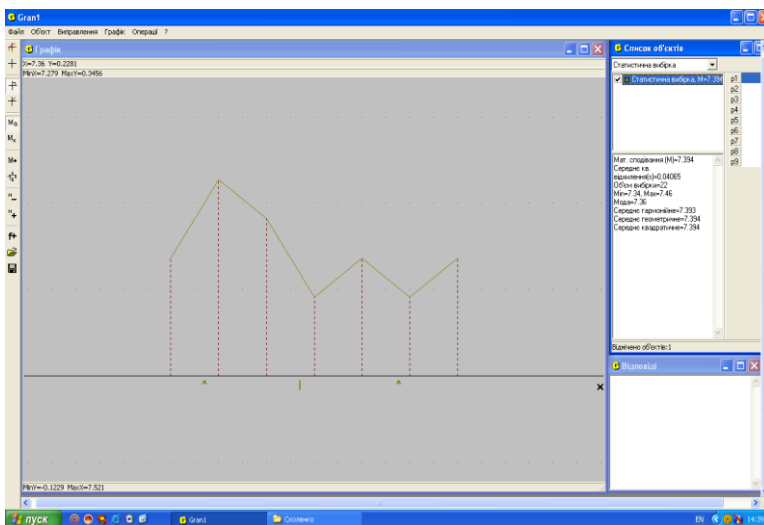 Gran1
Файл Об'єкт Виправлення Графік Операції ?
Графік
X=7.36 Y=0.2281
MinX=7.279 MaxY=0.3456
MinY=-0.1229 MaxX=7.521
Список об'єктів
Статистична вибірка
Статистична вибірка, M=7.394
p1
p2
p3
p4
p5
p6
p7
p8
p9
Мат. сподівання (M)=7.394
Середнє кв.
відхилення(s)=0.04065
Об'єм вибірки=22
Min=7.34, Max=7.46
Мода=7.36
Середнє гармонійне=7.393
Середнє геометричне=7.394
Середнє квадратичне=7.394
Відмічено об'єктів:1
Відповіді
пуск
Gran1
EN
14:39